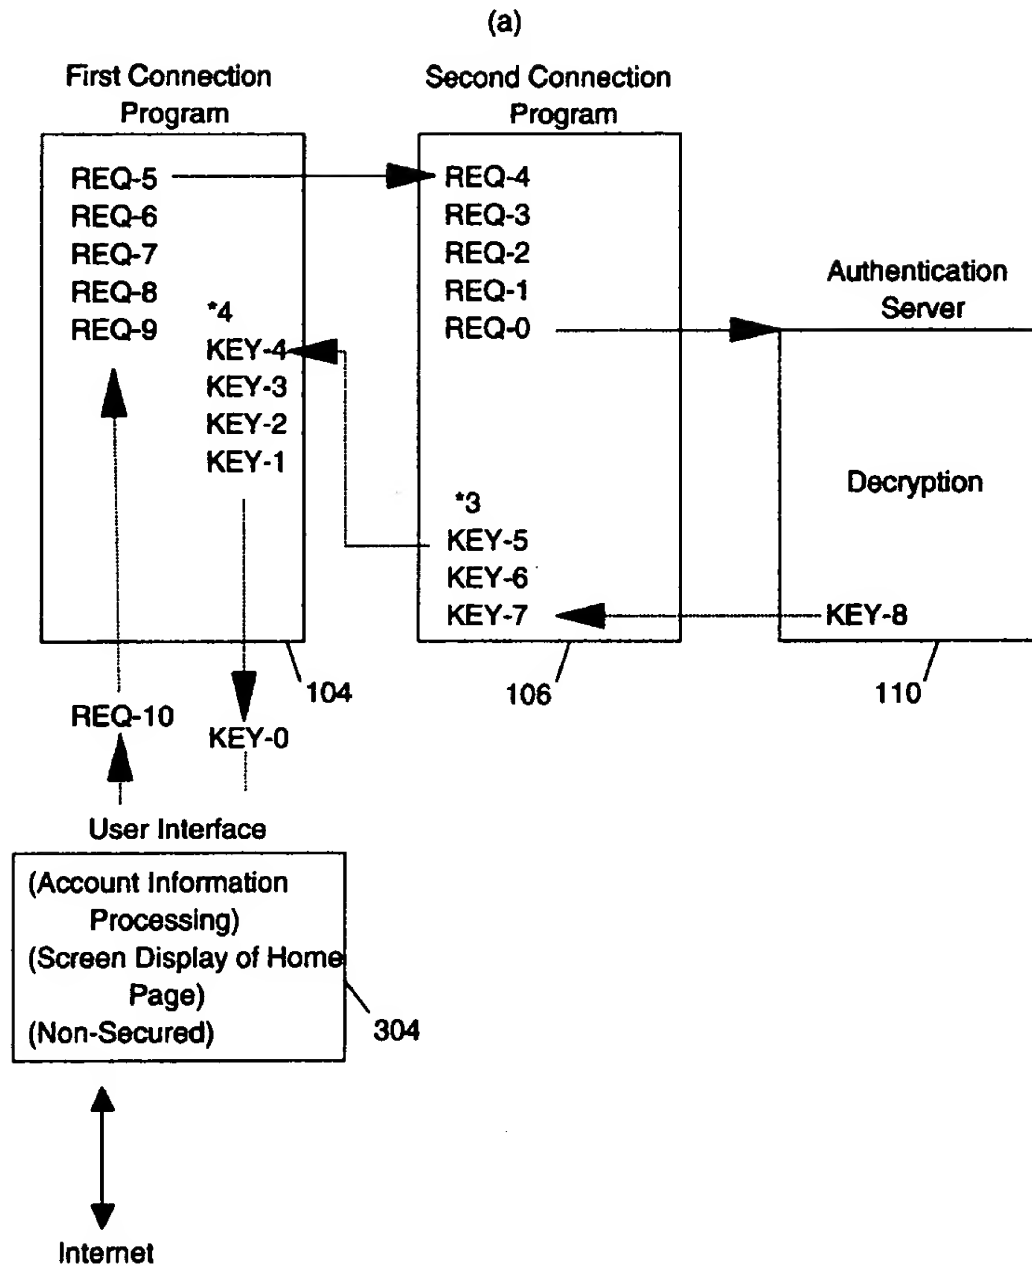 (a)
First Connection
Program
Second Connection
Program
REQ-5
REQ-6
REQ-7
REQ-8
REQ-9
*4
KEY-4
KEY-3
KEY-2
KEY-1
REQ-4
REQ-3
REQ-2
REQ-1
REQ-0
*3
KEY-5
KEY-6
KEY-7
Authentication
Server
Decryption
KEY-8
104
106
110
REQ-10
KEY-0
User Interface
(Account Information
Processing)
(Screen Display of Home
Page)
(Non-Secured)
304
Internet